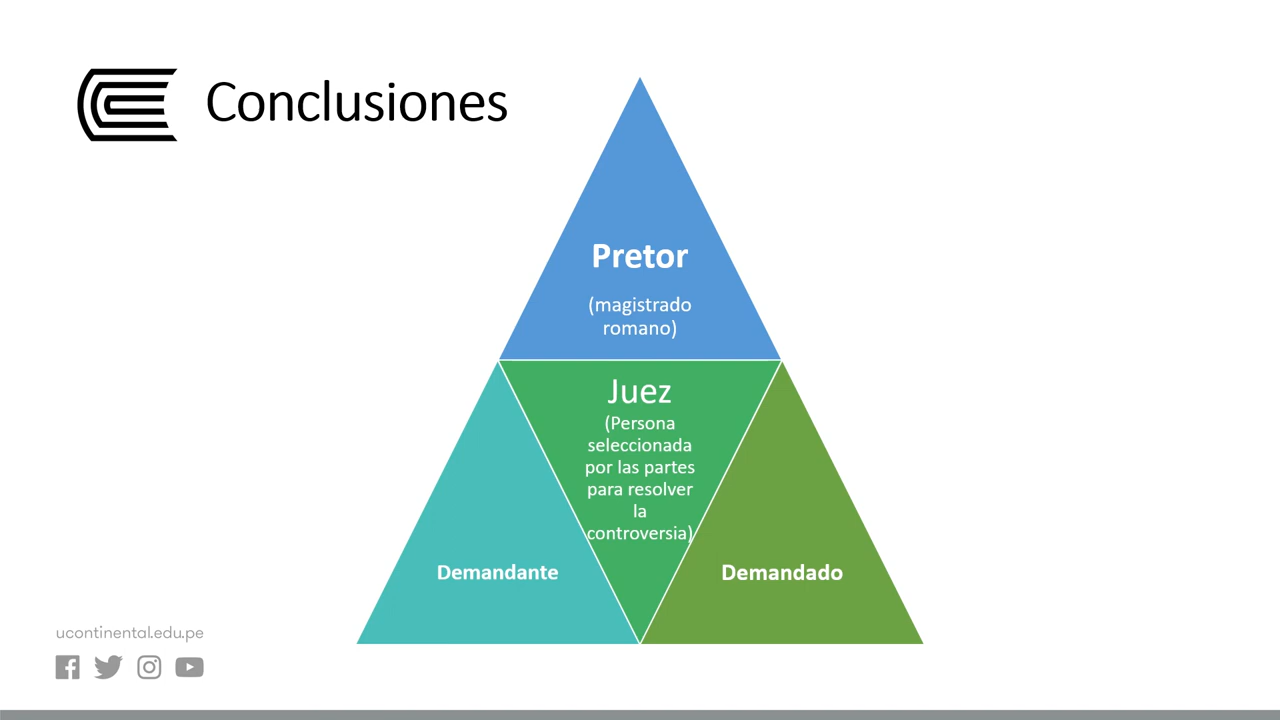 Conclusiones
Pretor
(magistrado
romano)
Juez
(Persona
seleccionada
por las partes
para resolver
la
controversia)
Demandante
Demandado
ucontinental.edu.pe